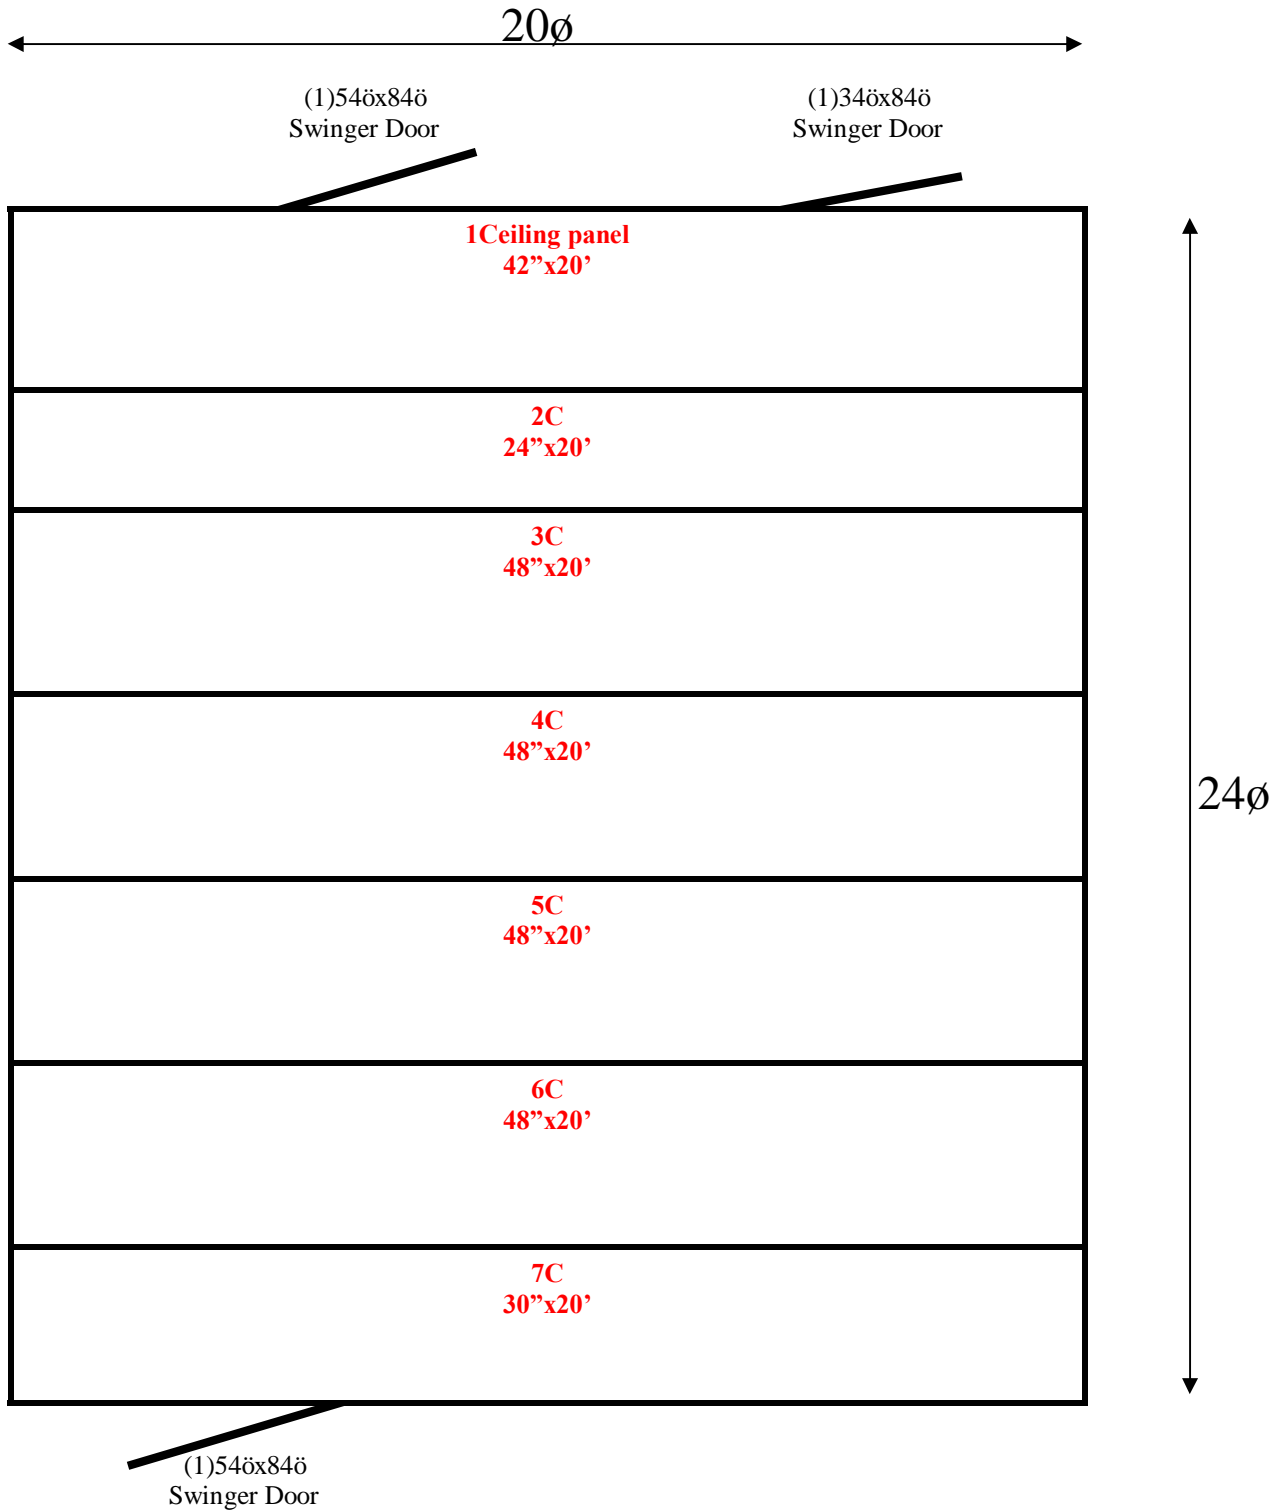 20ø
(1)54öx84ö
Swinger Door
(1)34öx84ö
Swinger Door
1Ceiling panel
42”x20’
2C
24”x20’
3C
48”x20’
4C
48”x20’
24ø
5C
48”x20’
6C
48”x20’
7C
30”x20’
(1)54öx84ö
Swinger Door